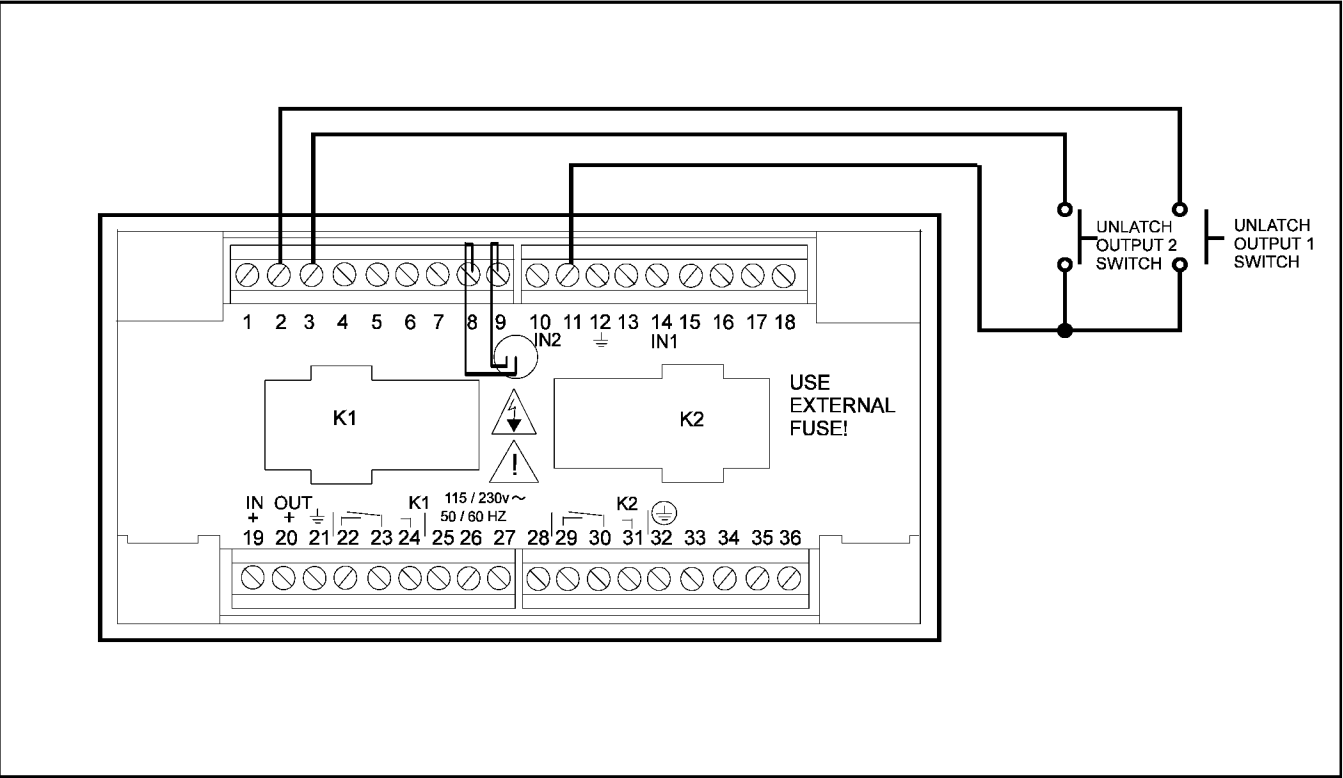 UNLATCH
OUTPUT 2
SWITCH
UNLATCH
OUTPUT 1
SWITCH
1 2 3 4 5 6 7 8 9 10 11 12 13 14 15 16 17 18
IN2 IN1
K1
K2
USE
EXTERNAL
FUSE!
!
IN OUT K1 115 / 230v ~ K2
+ + 50 / 60 HZ
19 20 21 22 23 24 25 26 27 28 29 30 31 32 33 34 35 36